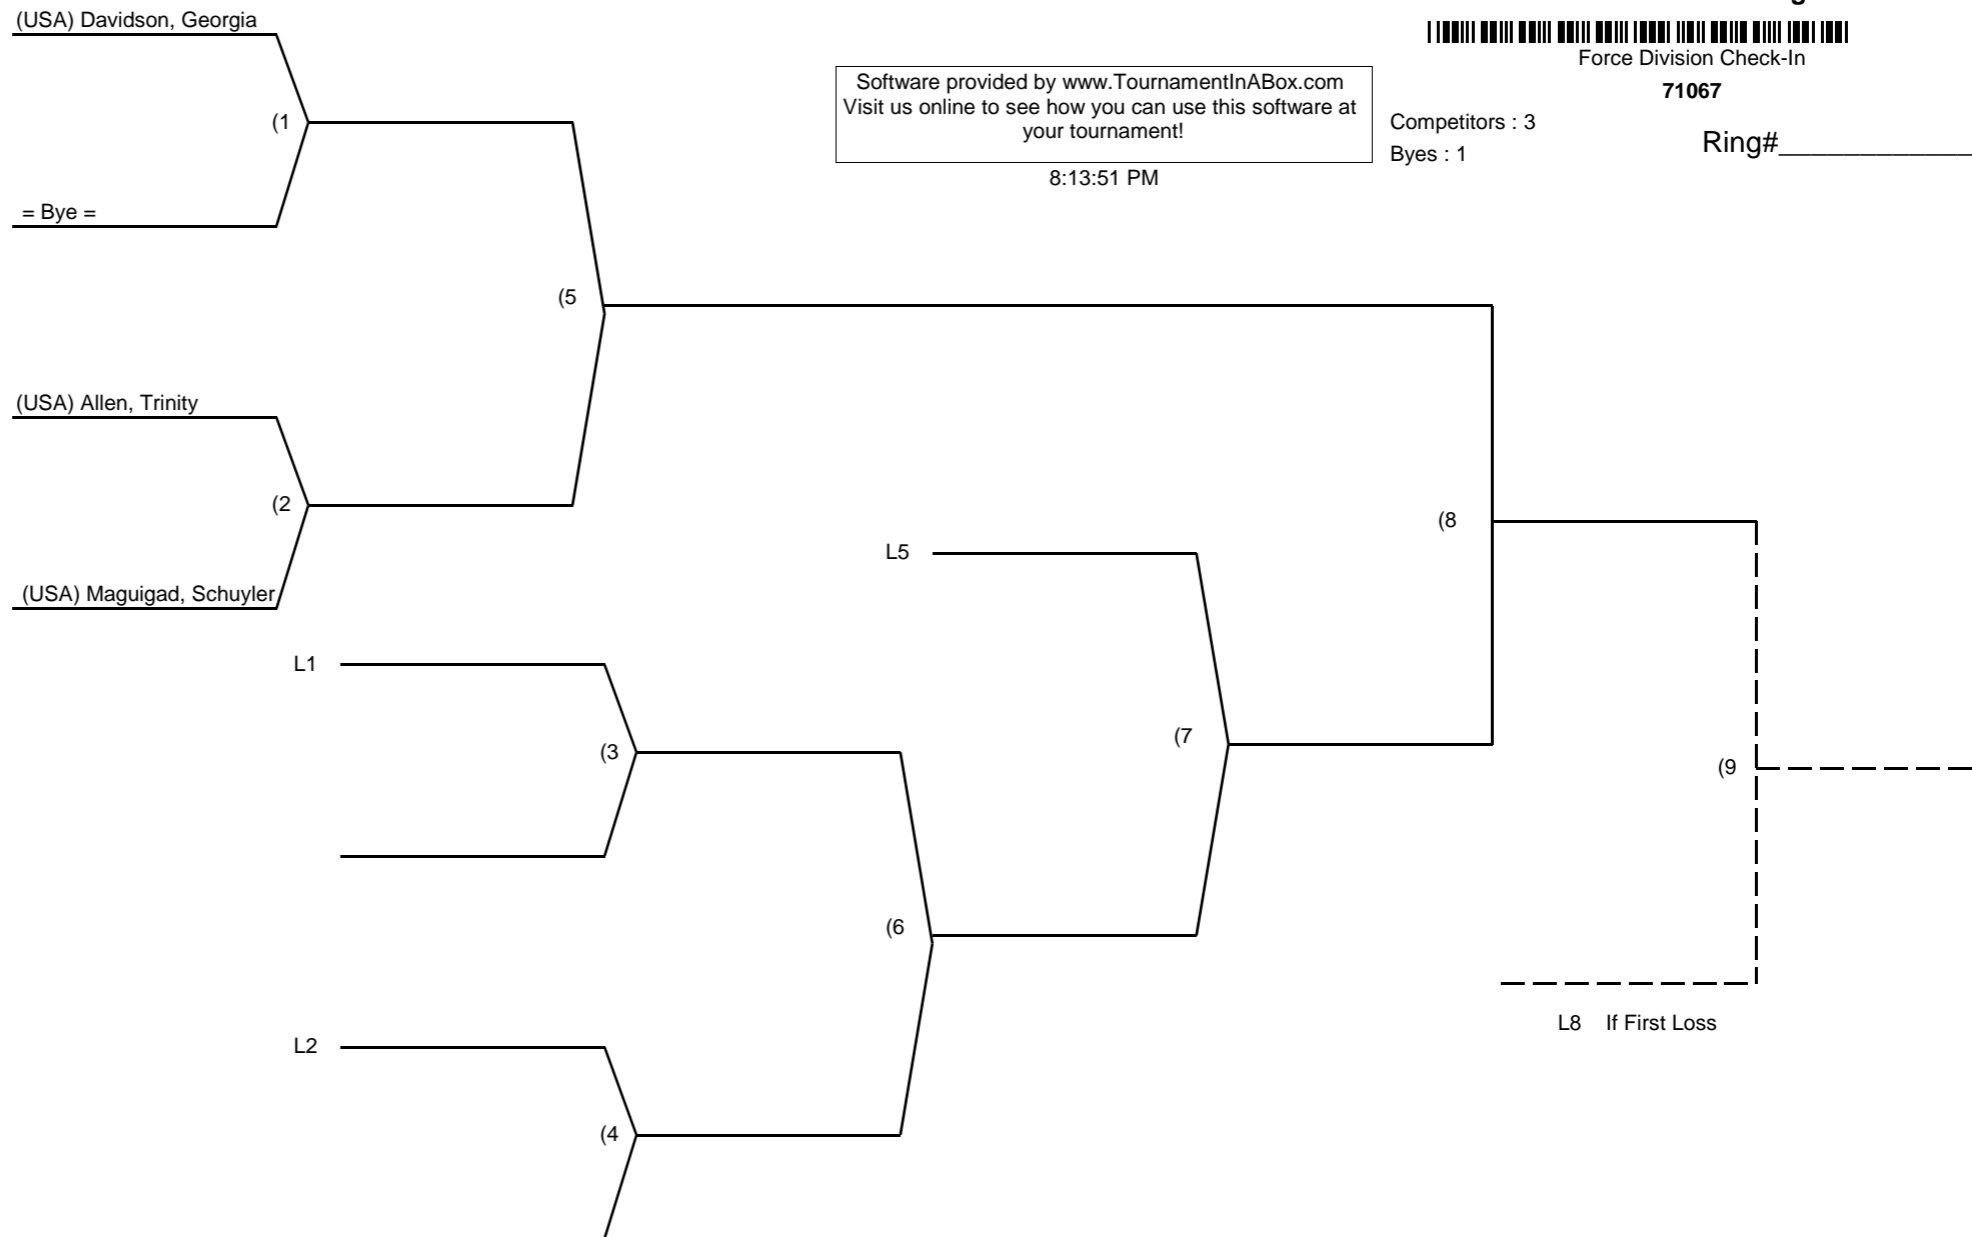 (USA) Davidson, Georgia
Force Division Check-In
Software provided by www.TournamentInABox.com
Visit us online to see how you can use this software at
your tournament!
71067
Competitors : 3
Byes : 1
Ring#____________
8:13:51 PM
(1
= Bye =
(5
(USA) Allen, Trinity
(2
(8
L5
(USA) Maguigad, Schuyler
L1
(7
(3
(9
(6
L8 If First Loss
L2
(4